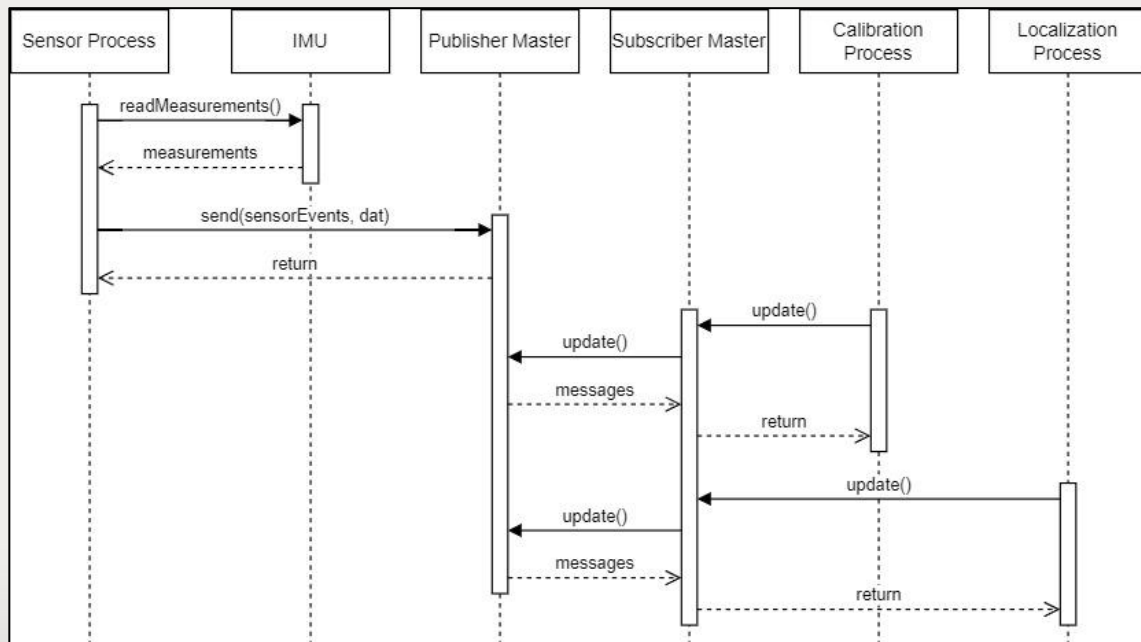 Sensor Process
IMU
Publisher Master
Subscriber Master
Calibration
Process
Localization
Process
readMeasurements()
measurements
send(sensorEvents, dat)
return
update()
update()
messages
return
update()
update()
messages
return